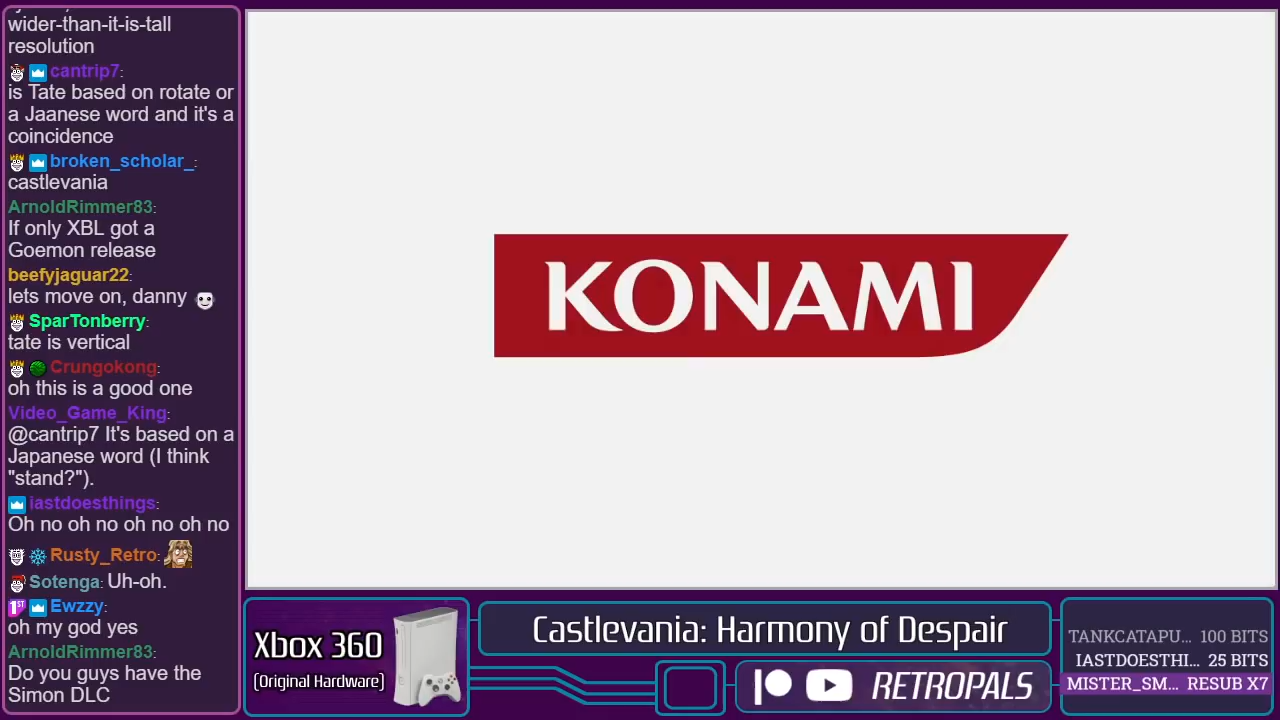 wider-than-it-is-tall
resolution
cantrip7:
is Tate based on rotate or
a Jaanese word and it's a
coincidence
broken_scholar_:
castlevania
ArnoldRimmer83:
If only XBL got a
Goemon release
beefyjaguar22:
lets move on, danny
SparTonberry:
tate is vertical
Crungokong:
oh this is a good one
Video_Game_King:
@cantrip7 It's based on a
Japanese word (I think
"stand?").
iastdoesthings:
Oh no oh no oh no oh no
Rusty_Retro:
Sotenga: Uh-oh.
1ST Ewzzy:
oh my god yes
ArnoldRimmer83:
Do you guys have the
Simon DLC
KONAMI
Xbox 360
(Original Hardware)
Castlevania: Harmony of Despair
RETROPALS
TANKCATAPU... 100 BITS
IASTDOESTHI... 25 BITS
MISTER_SM... RESUB X7